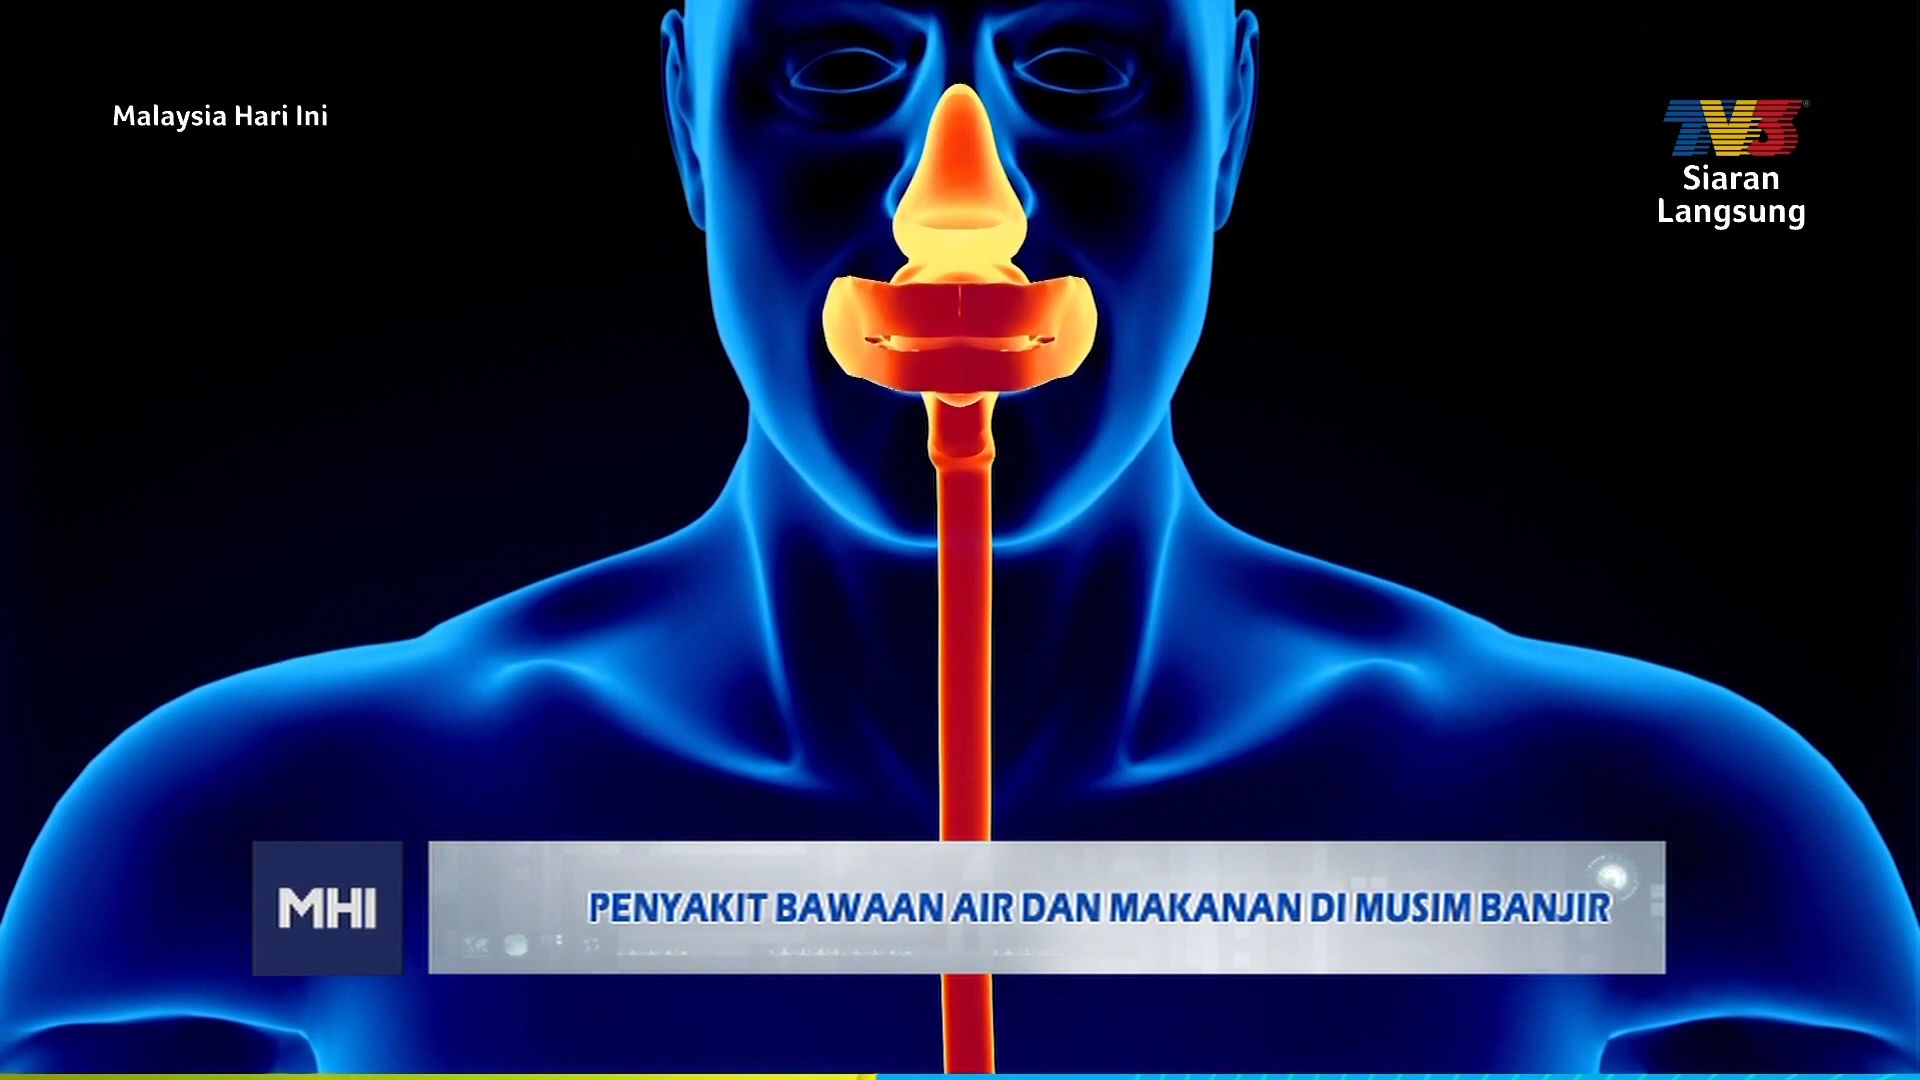 Malaysia Hari Ini
TV3
Siaran
Langsung
MHI
PENYAKIT BAWAAN AIR DAN MAKANAN DI MUSIM BANJIR